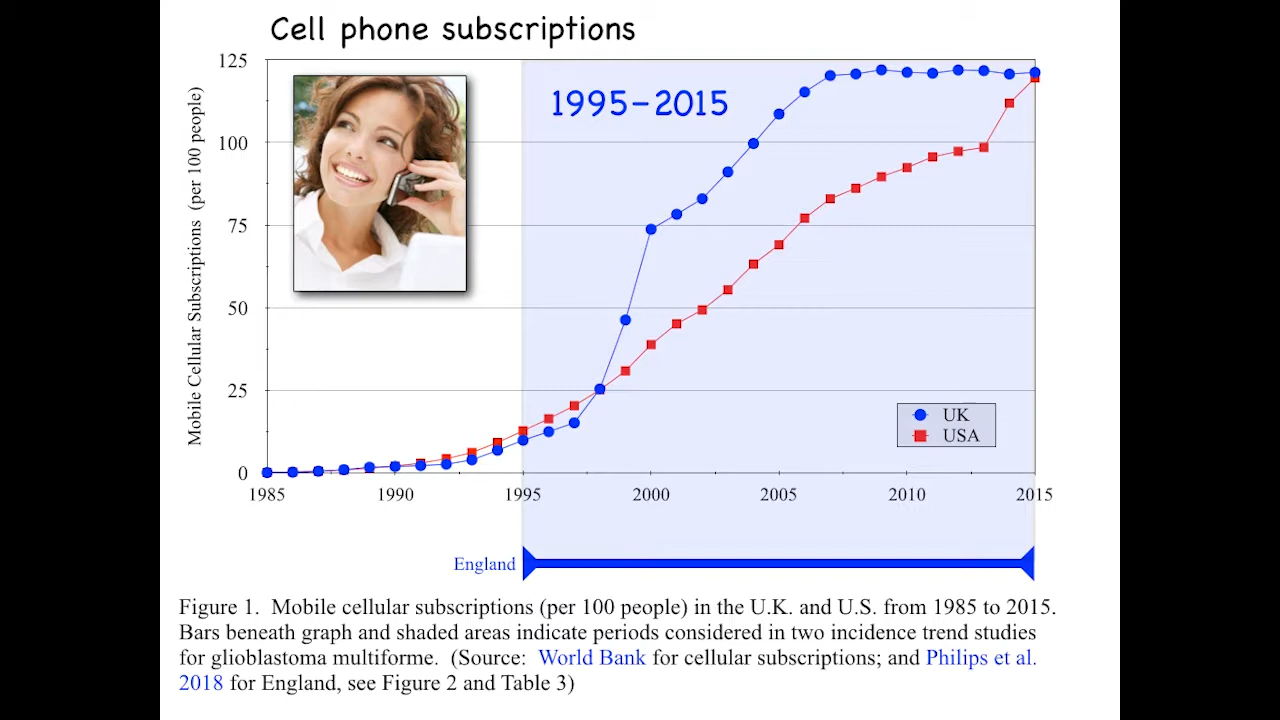 Cell phone subscriptions
125
100
75
50
25
0
Mobile Cellular Subscriptions (per 100 people)
1995-2015
UK
USA
1985 1990 1995 2000 2005 2010 2015
England
Figure 1. Mobile cellular subscriptions (per 100 people) in the U.K. and U.S. from 1985 to 2015.
Bars beneath graph and shaded areas indicate periods considered in two incidence trend studies
for glioblastoma multiforme. (Source: World Bank for cellular subscriptions; and Philips et al.
2018 for England, see Figure 2 and Table 3)